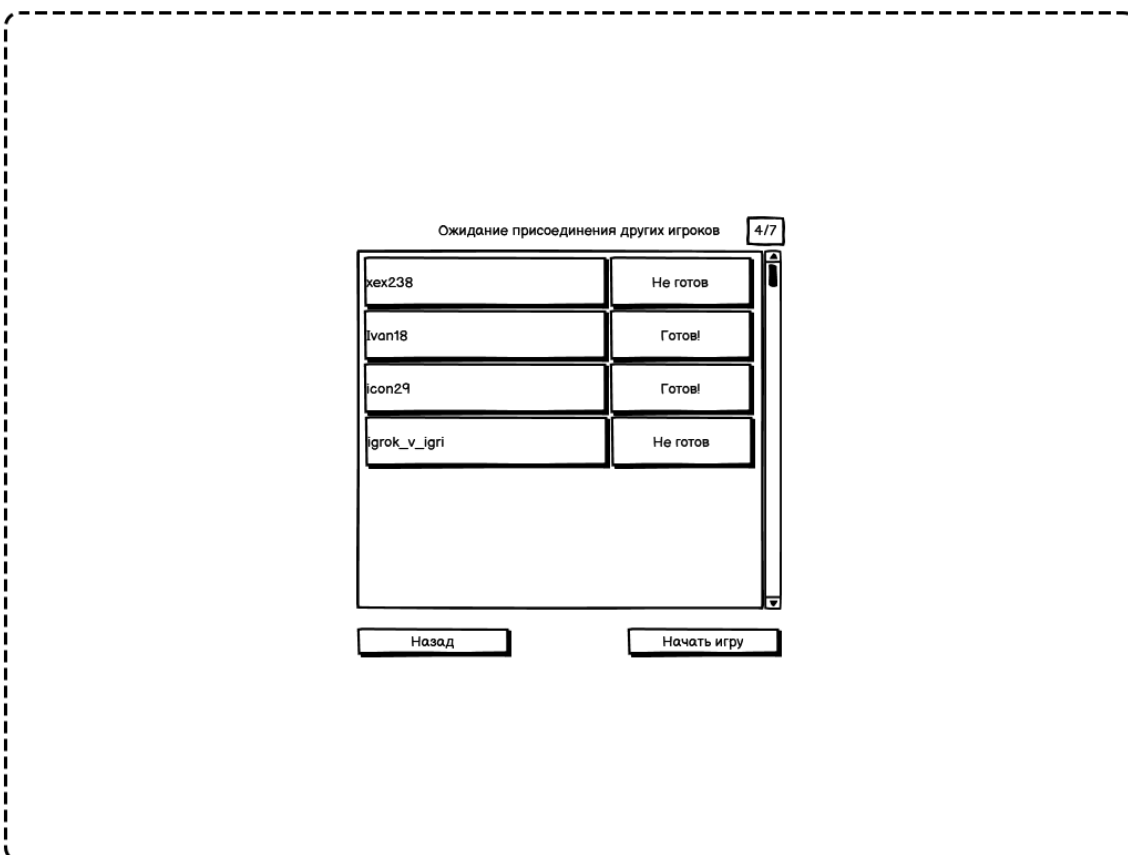 Ожидание присоединения других игроков 4/7
xex238 Не готов
Ivan18 Готов!
icon29 Готов!
igrok_v_igri Не готов
Назад Начать игру